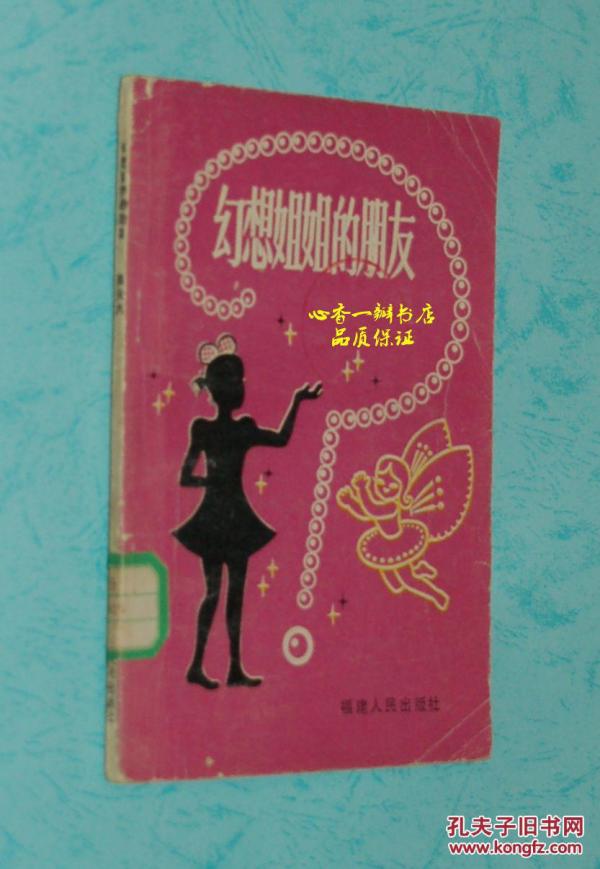 幻想姐姐的朋友
心香一瓣书店
品质保证
福建人民出版社
孔夫子旧书网
www.kongfz.com